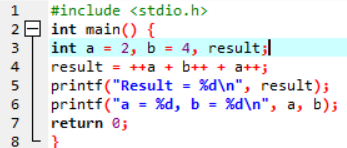 1 #include <stdio.h>
2 int main() {
3 int a = 2, b = 4, result;
4 result = ++a + b++ + a++;
5 printf("Result = %d\n", result);
6 printf("a = %d, b = %d\n", a, b);
7 return 0;
8 }